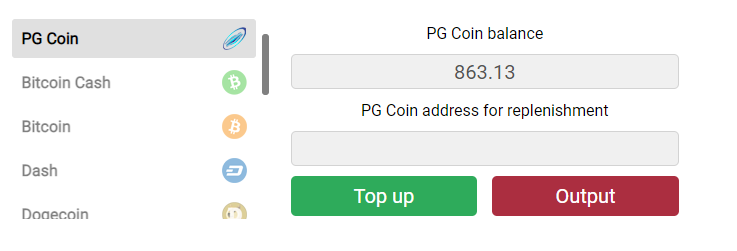 PG Coin
Bitcoin Cash
Bitcoin
Dash
Dogecoin
PG Coin balance
863.13
PG Coin address for replenishment
Top up
Output